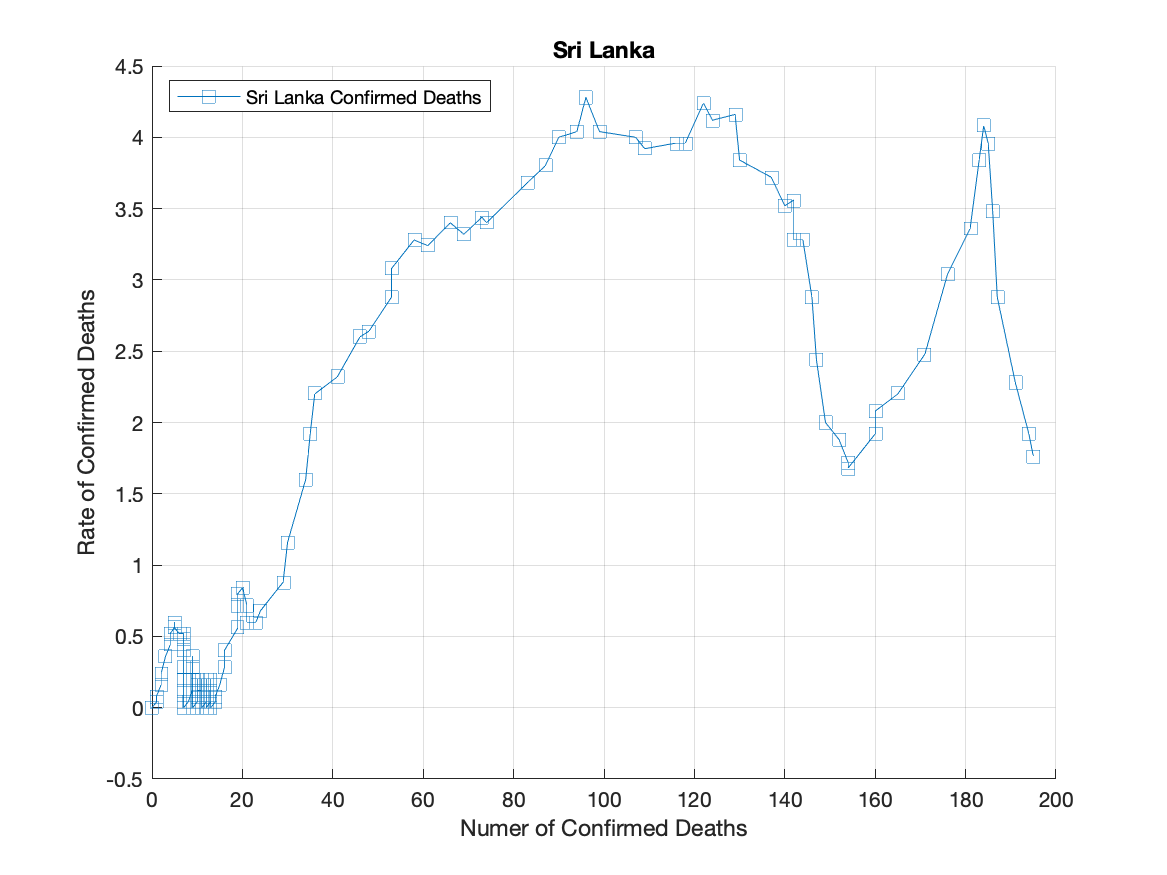 Sri Lanka
Sri Lanka Confirmed Deaths
Rate of Confirmed Deaths
4.5
4
3.5
3
2.5
2
1.5
1
0.5
0
-0.5
0 20 40 60 80 100 120 140 160 180 200
Numer of Confirmed Deaths